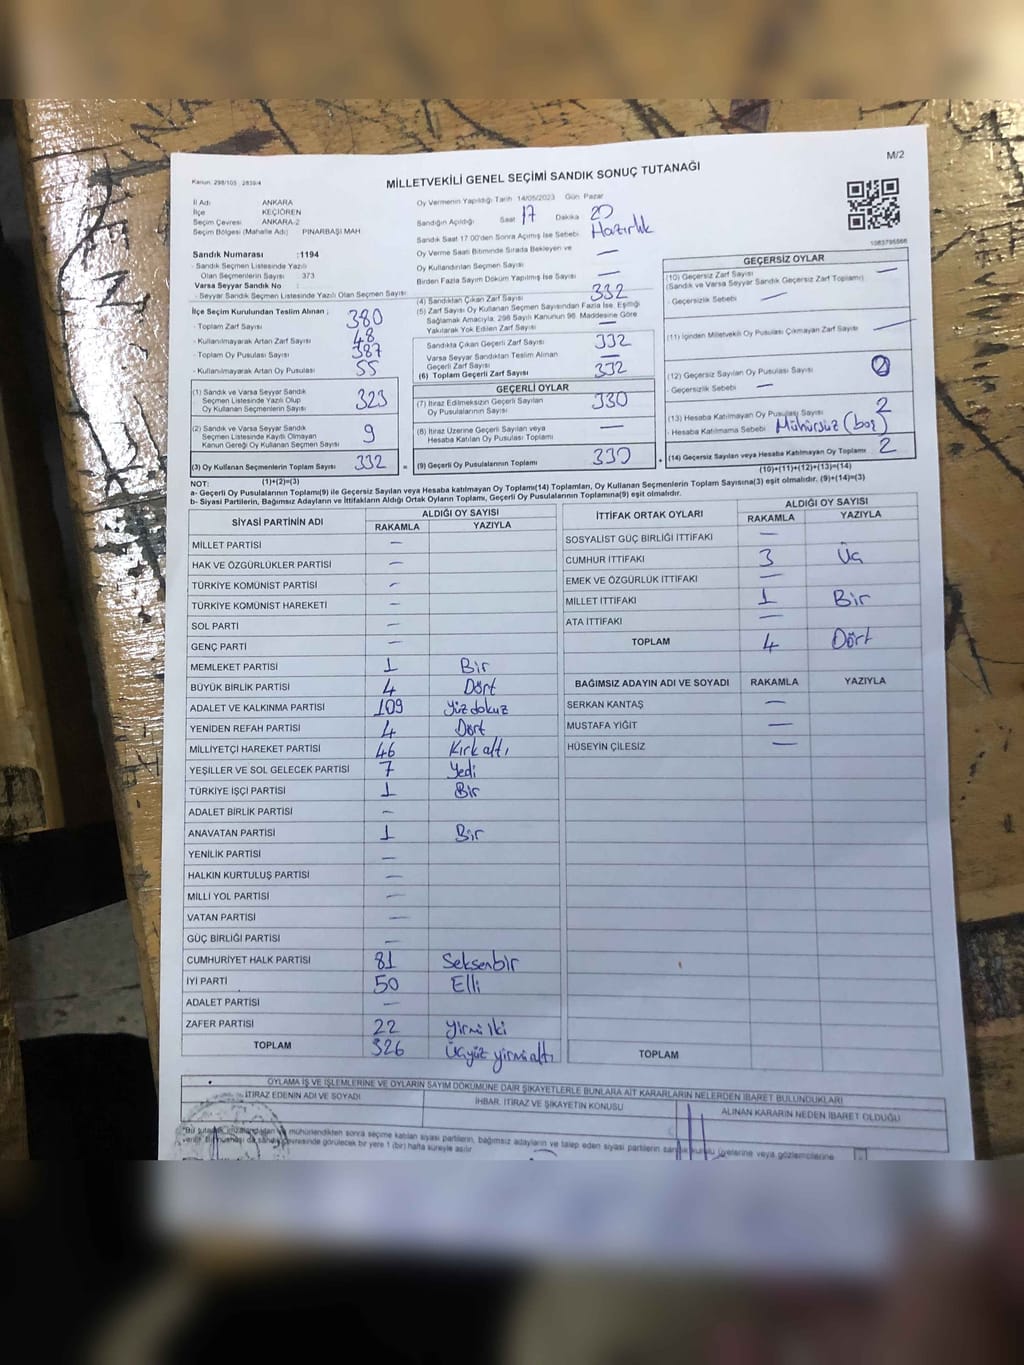 M/2
Kanun: 298/105 , 2839/4
MİLLETVEKİLİ GENEL SEÇİMİ SANDIK SONUÇ TUTANAĞI
İl Adı ANKARA
İlçe KEÇİÖREN
Seçim Çevresi ANKARA-2
Seçim Bölgesi (Mahalle Adı) PINARBAŞI MAH.
Sandık Numarası :1194
- Sandık Seçmen Listesinde Yazılı
Olan Seçmenlerin Sayısı 373
Varsa Seyyar Sandık No :
- Seyyar Sandık Seçmen Listesinde Yazılı Olan Seçmen Sayısı
İlçe Seçim Kurulundan Teslim Alınan ;
- Toplam Zarf Sayısı 380
- Kullanılmayarak Artan Zarf Sayısı 48
- Toplam Oy Pusulası Sayısı 387
- Kullanılmayarak Artan Oy Pusulası 55
(1) Sandık ve Varsa Seyyar Sandık
Seçmen Listesinde Yazılı Olup
Oy Kullanan Seçmenlerin Sayısı 323
(2) Sandık ve Varsa Seyyar Sandık
Seçmen Listesinde Kaydı Olmayan
Kanun Gereği Oy Kullanan Seçmen Sayısı 9
(3) Oy Kullanan Seçmenlerin Toplam Sayısı 332
(1)+(2)=(3)
Oy Vermenin Yapıldığı Tarih 14/05/2023 Gün Pazar
Sandığın Açıldığı Saat 17 Dakika 20
Sandık Saat 17:00'den Sonra Açılmış İse Sebebi Hazırlık
Oy Verme Saati Bitiminde Sırada Bekleyen ve
Oy Kullandırılan Seçmen Sayısı —
Birden Fazla Sayım Döküm Yapılmış İse Sayısı —
(4) Sandıktan Çıkan Zarf Sayısı 332
(5) Zarf Sayısı Oy Kullanan Seçmen Sayısından Fazla İse, Eşitliği
Sağlamak Amacıyla, 298 Sayılı Kanunun 98. Maddesine Göre
Yakılarak Yok Edilen Zarf Sayısı —
Sandıkta Çıkan Geçerli Zarf Sayısı 332
Varsa Seyyar Sandıktan Teslim Alınan
Geçerli Zarf Sayısı —
(6) Toplam Geçerli Zarf Sayısı 332
GEÇERLİ OYLAR
(7) İtiraz Edilmeksizin Geçerli Sayılan
Oy Pusulalarının Sayısı 330
(8) İtiraz Üzerine Geçerli Sayılan veya
Hesaba Katılan Oy Pusulası Toplamı —
(9) Geçerli Oy Pusulalarının Toplamı 330
1083795566
GEÇERSİZ OYLAR
(10) Geçersiz Zarf Sayısı —
(Sandık ve Varsa Seyyar Sandık Geçersiz Zarf Toplamı)
- Geçersizlik Sebebi —
(11) İçinden Milletvekili Oy Pusulası Çıkmayan Zarf Sayısı —
(12) Geçersiz Sayılan Oy Pusulası Sayısı
- Geçersizlik Sebebi —
(13) Hesaba Katılmayan Oy Pusulası Sayısı 2
- Hesaba Katılmama Sebebi Mühürsüz (boş)
(14) Geçersiz Sayılan veya Hesaba Katılmayan Oy Toplamı 2
(10)+(11)+(12)+(13)=(14)
NOT:
a- Geçerli Oy Pusulalarının Toplamı(9) ile Geçersiz Sayılan veya Hesaba katılmayan Oy Toplamı(14) Toplamları, Oy Kullanan Seçmenlerin Toplam Sayısına(3) eşit olmalıdır. (9)+(14)=(3)
b- Siyasi Partilerin, Bağımsız Adayların ve İttifakların Aldığı Ortak Oyların Toplamı, Geçerli Oy Pusulalarının Toplamına(9) eşit olmalıdır.
SİYASİ PARTİNİN ADI ALDIĞI OY SAYISI
RAKAMLA YAZIYLA
MİLLET PARTİSİ —
HAK VE ÖZGÜRLÜKLER PARTİSİ —
TÜRKİYE KOMÜNİST PARTİSİ —
TÜRKİYE KOMÜNİST HAREKETİ —
SOL PARTİ —
GENÇ PARTİ —
MEMLEKET PARTİSİ 1 Bir
BÜYÜK BİRLİK PARTİSİ 4 Dört
ADALET VE KALKINMA PARTİSİ 109 Yüzdokuz
YENİDEN REFAH PARTİSİ 4 Dört
MİLLİYETÇİ HAREKET PARTİSİ 46 Kırkaltı
YEŞİLLER VE SOL GELECEK PARTİSİ 7 Yedi
TÜRKİYE İŞÇİ PARTİSİ 1 Bir
ADALET BİRLİK PARTİSİ —
ANAVATAN PARTİSİ 1 Bir
YENİLİK PARTİSİ —
HALKIN KURTULUŞ PARTİSİ —
MİLLİ YOL PARTİSİ —
VATAN PARTİSİ —
GÜÇ BİRLİĞİ PARTİSİ —
CUMHURİYET HALK PARTİSİ 81 Seksenbir
İYİ PARTİ 50 Elli
ADALET PARTİSİ —
ZAFER PARTİSİ 22 Yirmi iki
TOPLAM 326 Üçyüz yirmialtı
İTTİFAK ORTAK OYLARI ALDIĞI OY SAYISI
RAKAMLA YAZIYLA
SOSYALİST GÜÇ BİRLİĞİ İTTİFAKI —
CUMHUR İTTİFAKI 3 Üç
EMEK VE ÖZGÜRLÜK İTTİFAKI —
MİLLET İTTİFAKI 1 Bir
ATA İTTİFAKI —
TOPLAM 4 Dört
BAĞIMSIZ ADAYIN ADI VE SOYADI RAKAMLA YAZIYLA
SERKAN KANTAŞ —
MUSTAFA YİĞİT —
HÜSEYİN ÇİLESİZ —
TOPLAM
OYLAMA İŞ VE İŞLEMLERİNE VE OYLARIN SAYIM DÖKÜMÜNE DAİR ŞİKAYETLERLE BUNLARA AİT KARARLARIN NELERDEN İBARET BULUNDUKLARI
İTİRAZ EDENİN ADI VE SOYADI İHBAR, İTİRAZ VE ŞİKAYETİN KONUSU ALINAN KARARIN NEDEN İBARET OLDUĞU
mühürlendikten sonra seçime katılan siyasi partilerin, bağımsız adayların ve talep eden siyasi partilerin sandık kurulu üyelerine veya gözlemcilerine
çevresinde görülecek bir yere 1 (bir) hafta süreyle asılır.